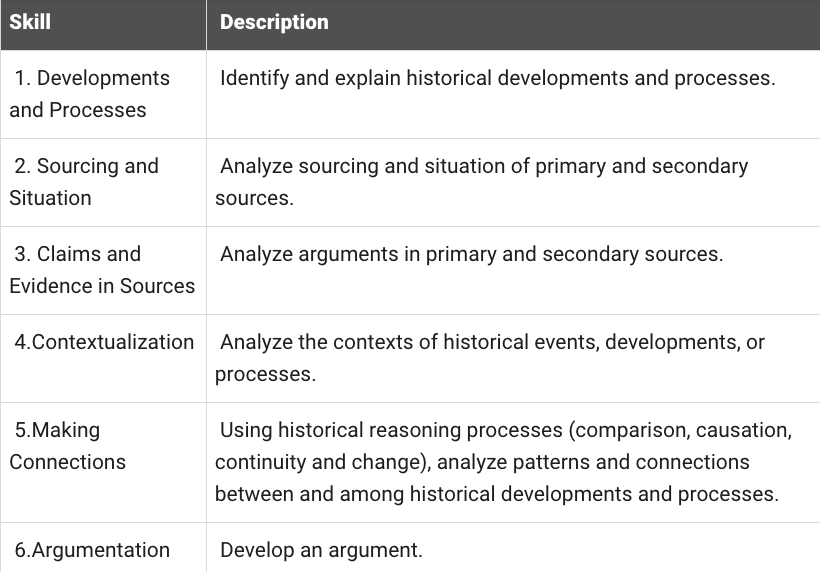 Skill
Description
1. Developments
and Processes
Identify and explain historical developments and processes.
2. Sourcing and
Situation
Analyze sourcing and situation of primary and secondary
sources.
3. Claims and
Evidence in Sources
Analyze arguments in primary and secondary sources.
4.Contextualization
Analyze the contexts of historical events, developments, or
processes.
5.Making
Connections
Using historical reasoning processes (comparison, causation,
continuity and change), analyze patterns and connections
between and among historical developments and processes.
6.Argumentation
Develop an argument.